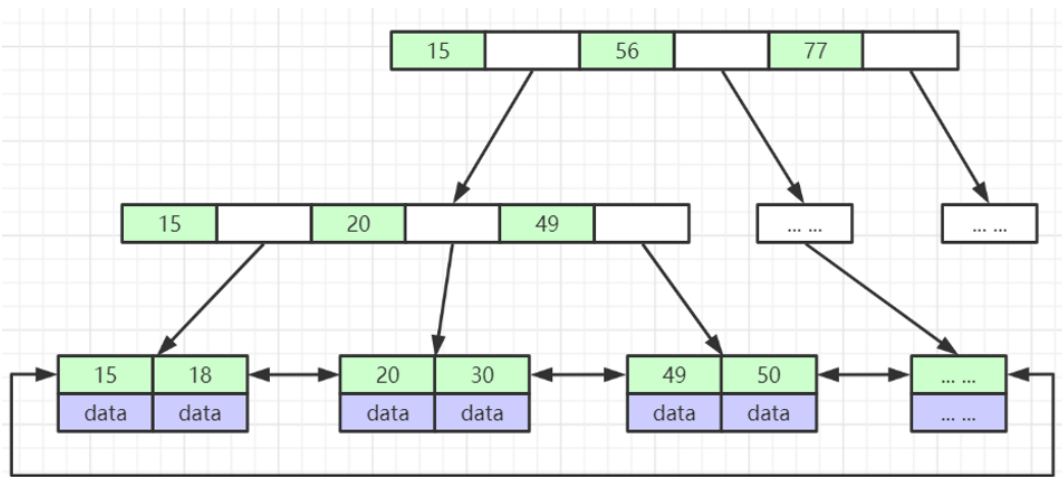 15 56 77
15 20 49 ... ... ... ...
15 18 20 30 49 50 ... ...
data data data data data data ... ...